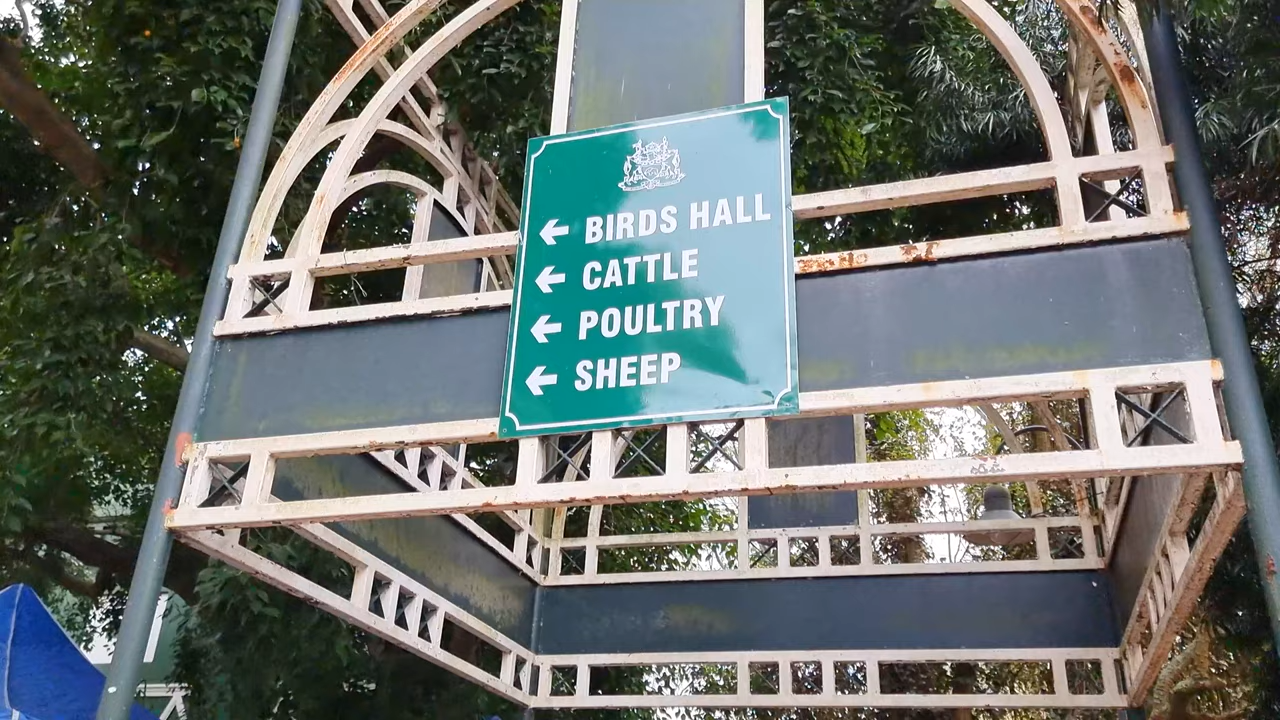 ← BIRDS HALL
← CATTLE
← POULTRY
← SHEEP